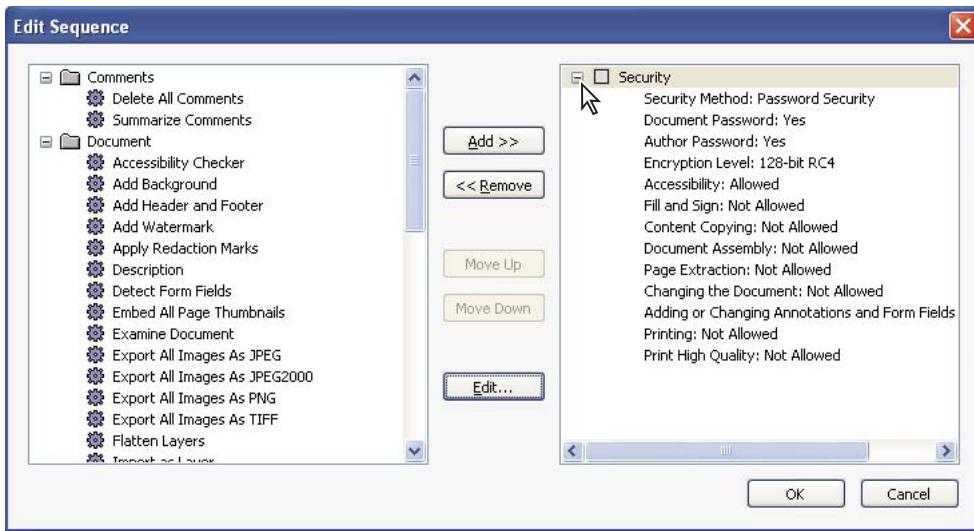 Edit Sequence
Comments
Delete All Comments
Summarize Comments
Document
Accessibility Checker
Add Background
Add Header and Footer
Add Watermark
Apply Redaction Marks
Description
Detect Form Fields
Embed All Page Thumbnails
Examine Document
Export All Images As JPEG
Export All Images As JPEG2000
Export All Images As PNG
Export All Images As TIFF
Flatten Layers
Import as Layer
Add >>
<< Remove
Move Up
Move Down
Edit...
Security
Security Method: Password Security
Document Password: Yes
Author Password: Yes
Encryption Level: 128-bit RC4
Accessibility: Allowed
Fill and Sign: Not Allowed
Content Copying: Not Allowed
Document Assembly: Not Allowed
Page Extraction: Not Allowed
Changing the Document: Not Allowed
Adding or Changing Annotations and Form Fields
Printing: Not Allowed
Print High Quality: Not Allowed
OK
Cancel